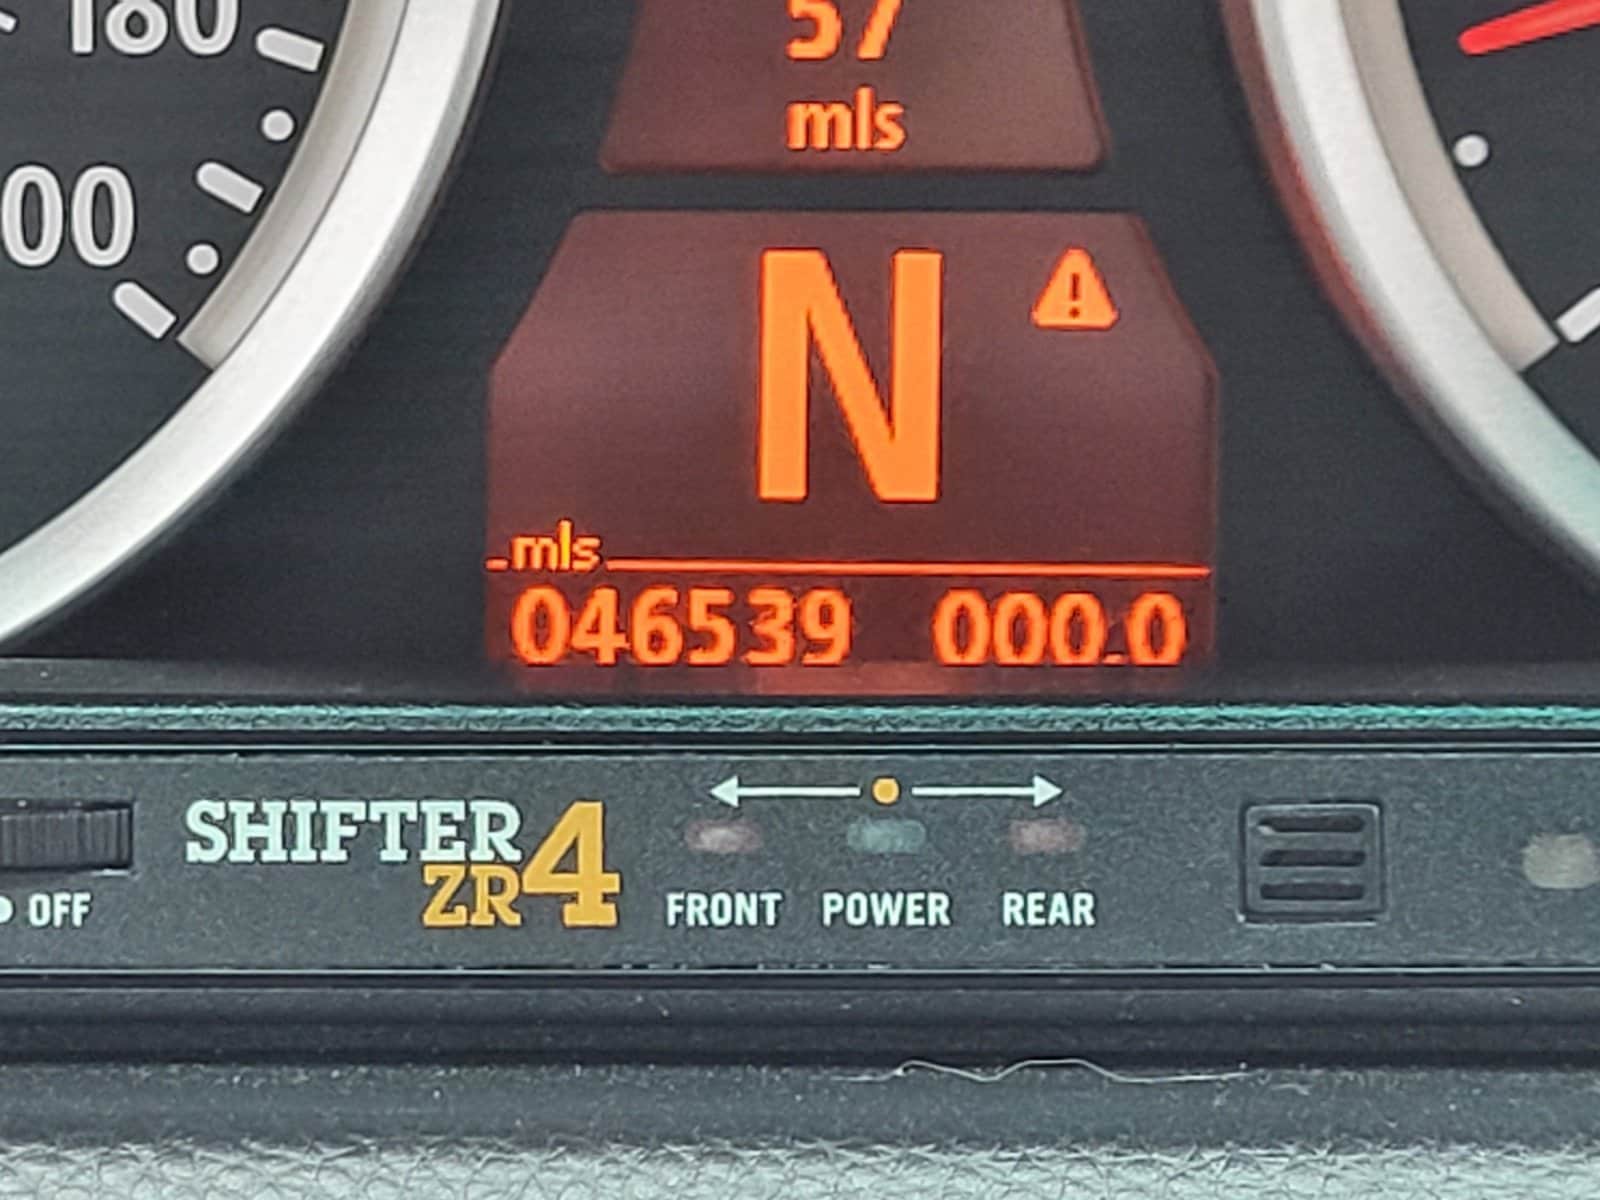 180
57
mls
00
N
mls
046539 000.0
SHIFTER
ZR4
FRONT POWER REAR
OFF